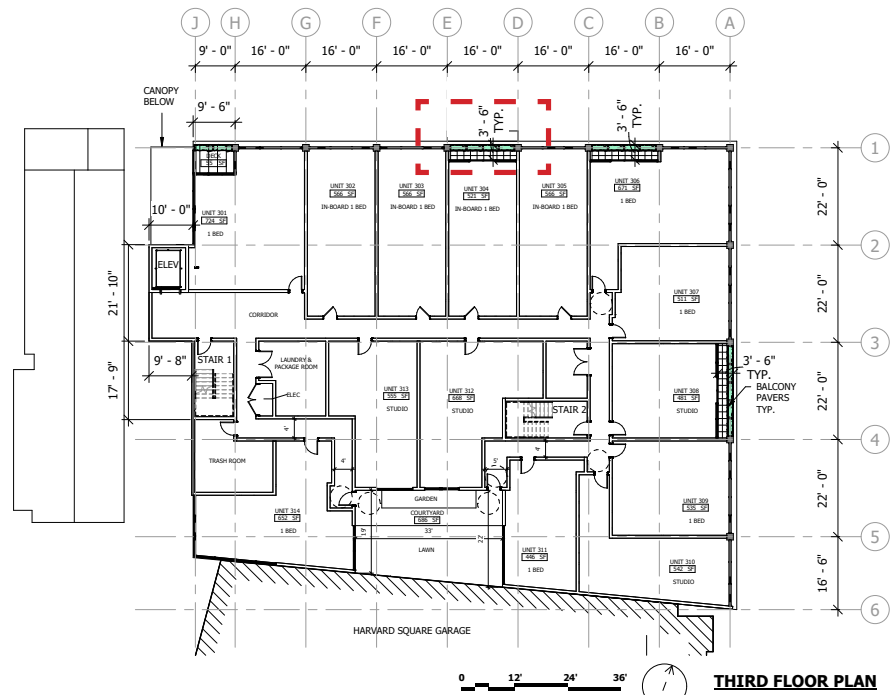 J H G F E D C B A
9' - 0" 16' - 0" 16' - 0" 16' - 0" 16' - 0" 16' - 0" 16' - 0" 16' - 0"
CANOPY
BELOW
9' - 6"
3' - 6"
TYP.
3' - 6"
TYP.
1
DECK
55 SF
UNIT 301
724 SF
1 BED
UNIT 302
566 SF
IN-BOARD 1 BED
UNIT 303
566 SF
IN-BOARD 1 BED
UNIT 304
521 SF
IN-BOARD 1 BED
UNIT 305
566 SF
IN-BOARD 1 BED
UNIT 306
671 SF
1 BED
22' - 0"
10' - 0"
2
ELEV
21' - 10"
CORRIDOR
UNIT 307
511 SF
1 BED
22' - 0"
3
9' - 8"
17' - 9"
STAIR 1
LAUNDRY &
PACKAGE ROOM
ELEC
UNIT 313
555 SF
STUDIO
UNIT 312
668 SF
STUDIO
STAIR 2
UNIT 308
481 SF
STUDIO
3' - 6"
TYP.
BALCONY
PAVERS
TYP.
22' - 0"
4
4'
4'
TRASH ROOM
4'
5'
GARDEN
COURTYARD
686 SF
33'
19'
22'
LAWN
UNIT 314
652 SF
1 BED
UNIT 309
535 SF
1 BED
22' - 0"
5
UNIT 311
446 SF
1 BED
UNIT 310
542 SF
STUDIO
16' - 6"
6
HARVARD SQUARE GARAGE
0 12' 24' 36'
THIRD FLOOR PLAN